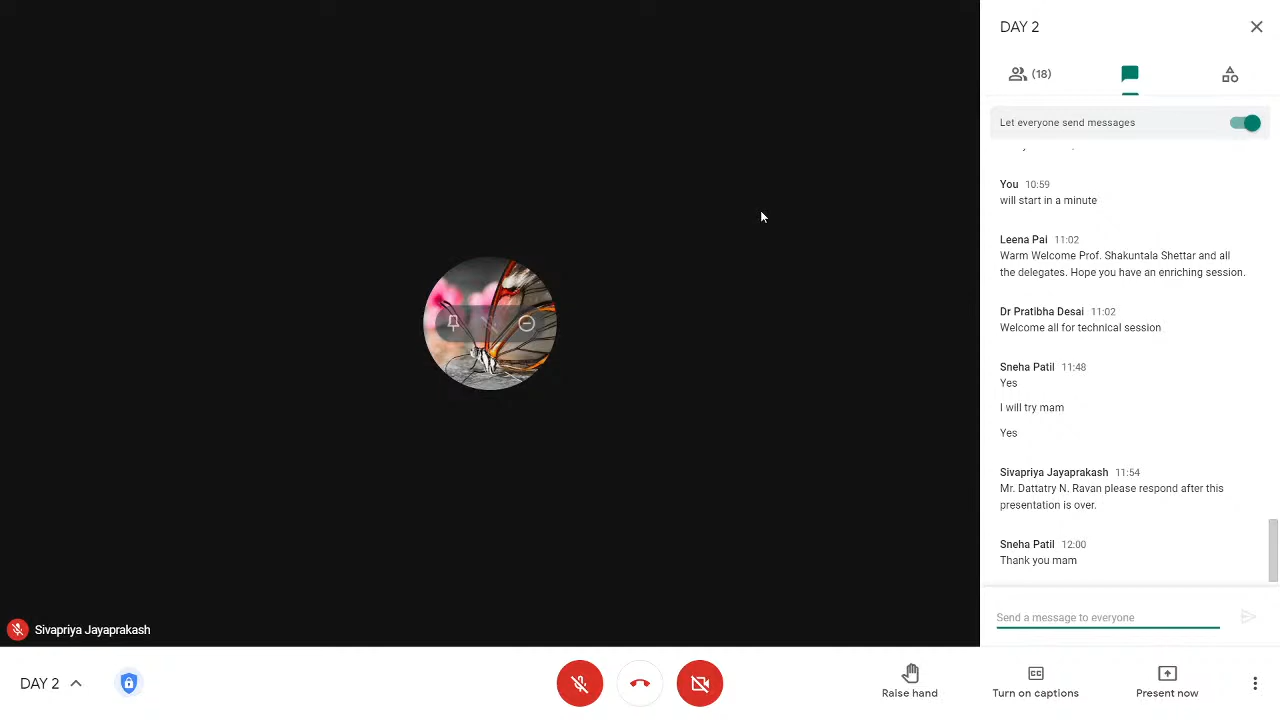 DAY 2
(18)
Let everyone send messages
You 10:59
will start in a minute
Leena Pai 11:02
Warm Welcome Prof. Shakuntala Shettar and all
the delegates. Hope you have an enriching session.
Dr Pratibha Desai 11:02
Welcome all for technical session
Sneha Patil 11:48
Yes
I will try mam
Yes
Sivapriya Jayaprakash 11:54
Mr. Dattatry N. Ravan please respond after this
presentation is over.
Sneha Patil 12:00
Thank you mam
Send a message to everyone
Sivapriya Jayaprakash
DAY 2
Raise hand
CC
Turn on captions
Present now